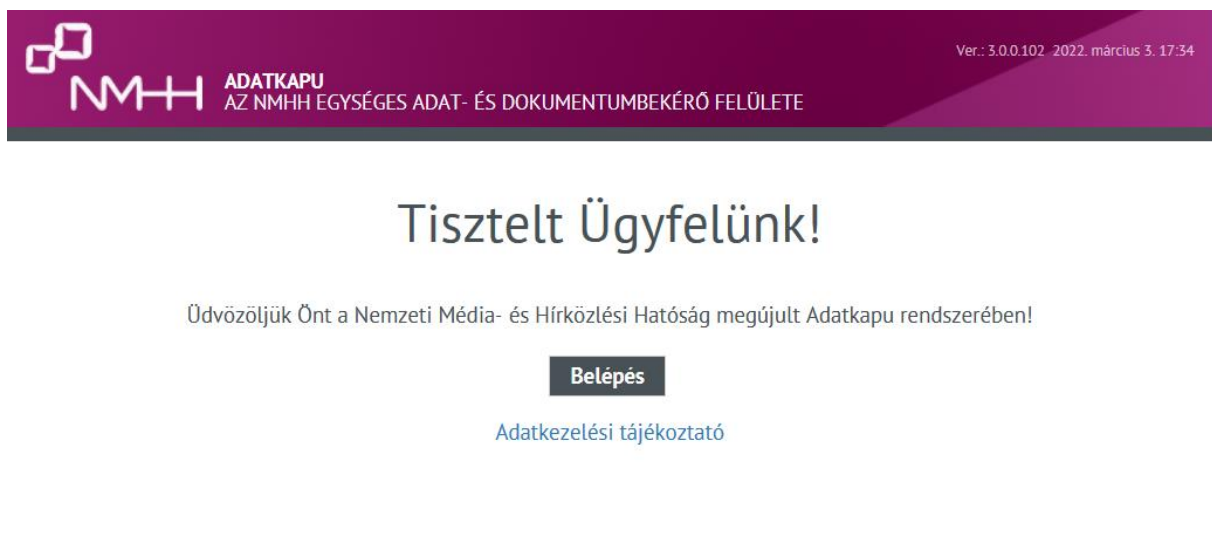 Ver.: 3.0.0.102 2022. március 3. 17:34
NMHH
ADATKAPU
AZ NMHH EGYSÉGES ADAT- ÉS DOKUMENTUMBEKÉRŐ FELÜLETE
Tisztelt Ügyfelünk!
Üdvözöljük Önt a Nemzeti Média- és Hírközlési Hatóság megújult Adatkapu rendszerében!
Belépés
Adatkezelési tájékoztató